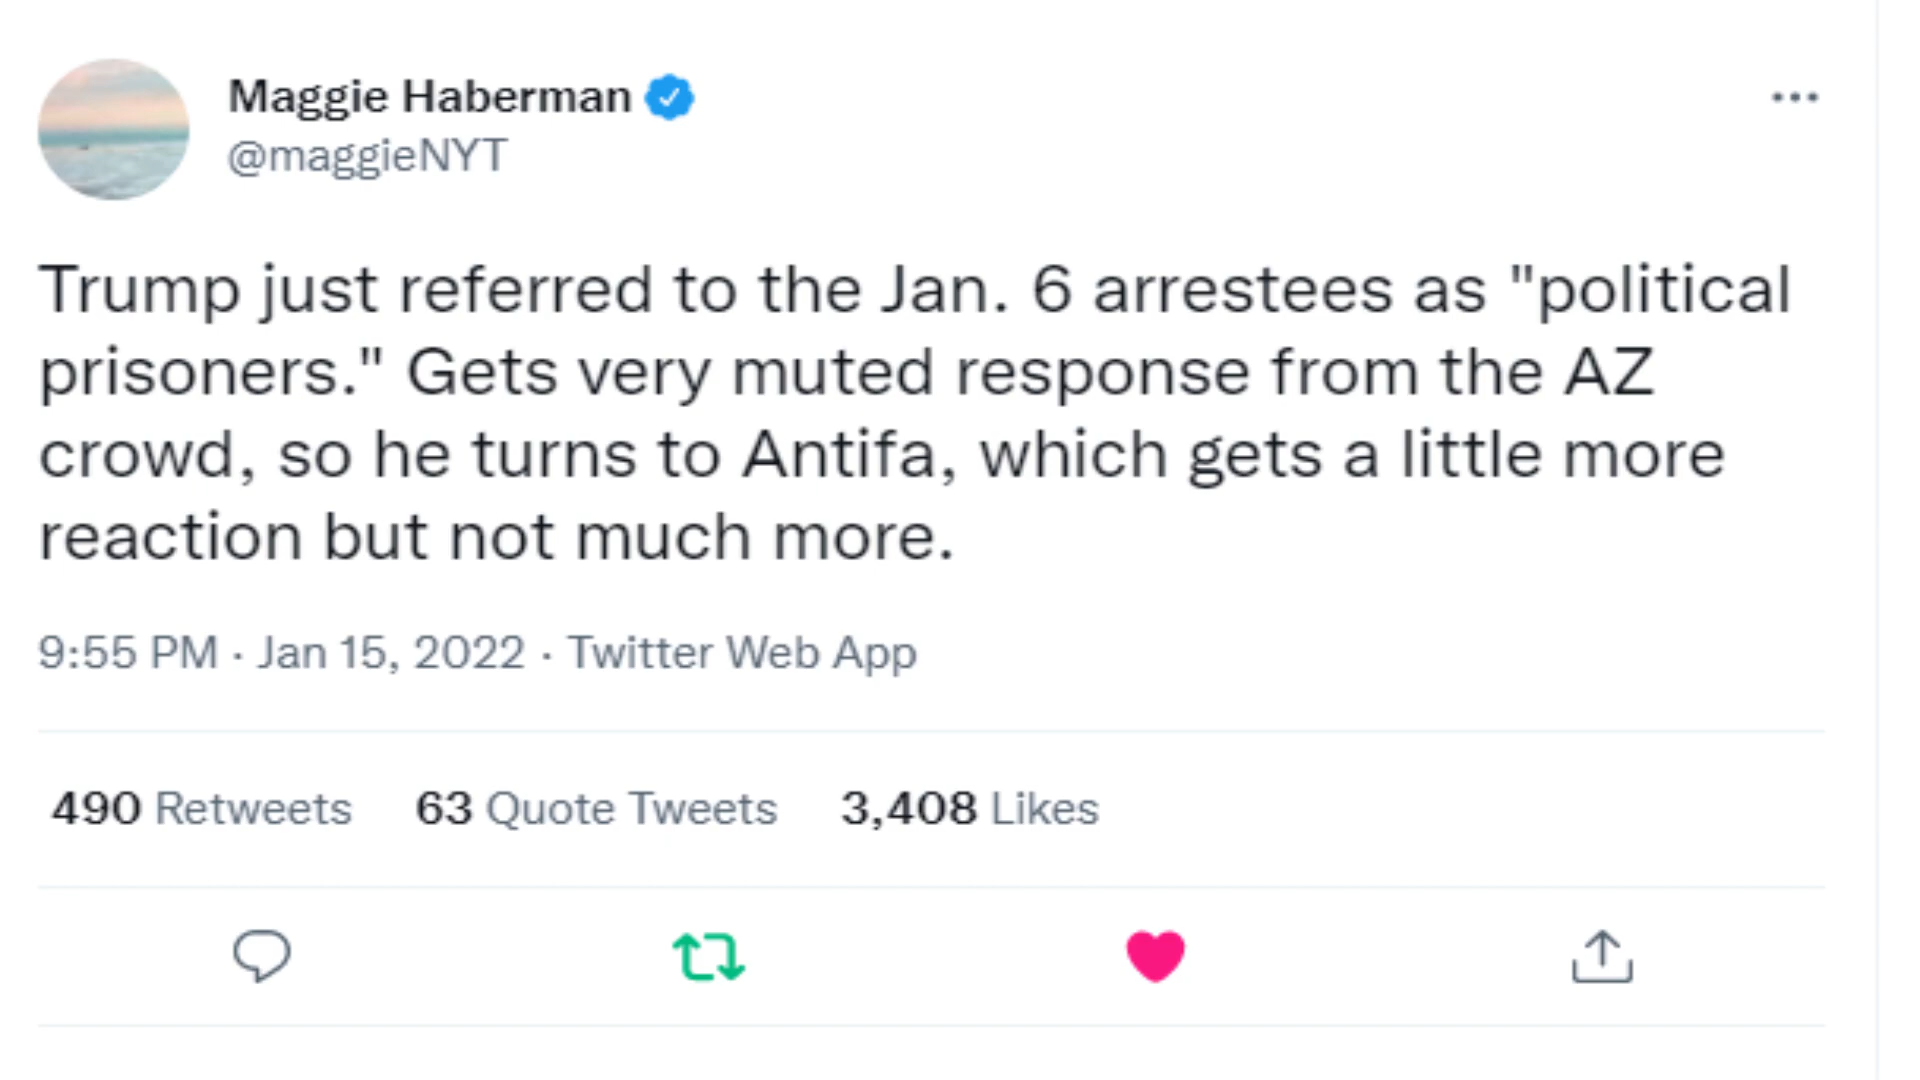 Maggie Haberman
@maggieNYT
Trump just referred to the Jan. 6 arrestees as "political
prisoners." Gets very muted response from the AZ
crowd, so he turns to Antifa, which gets a little more
reaction but not much more.
9:55 PM · Jan 15, 2022 · Twitter Web App
490 Retweets 63 Quote Tweets 3,408 Likes